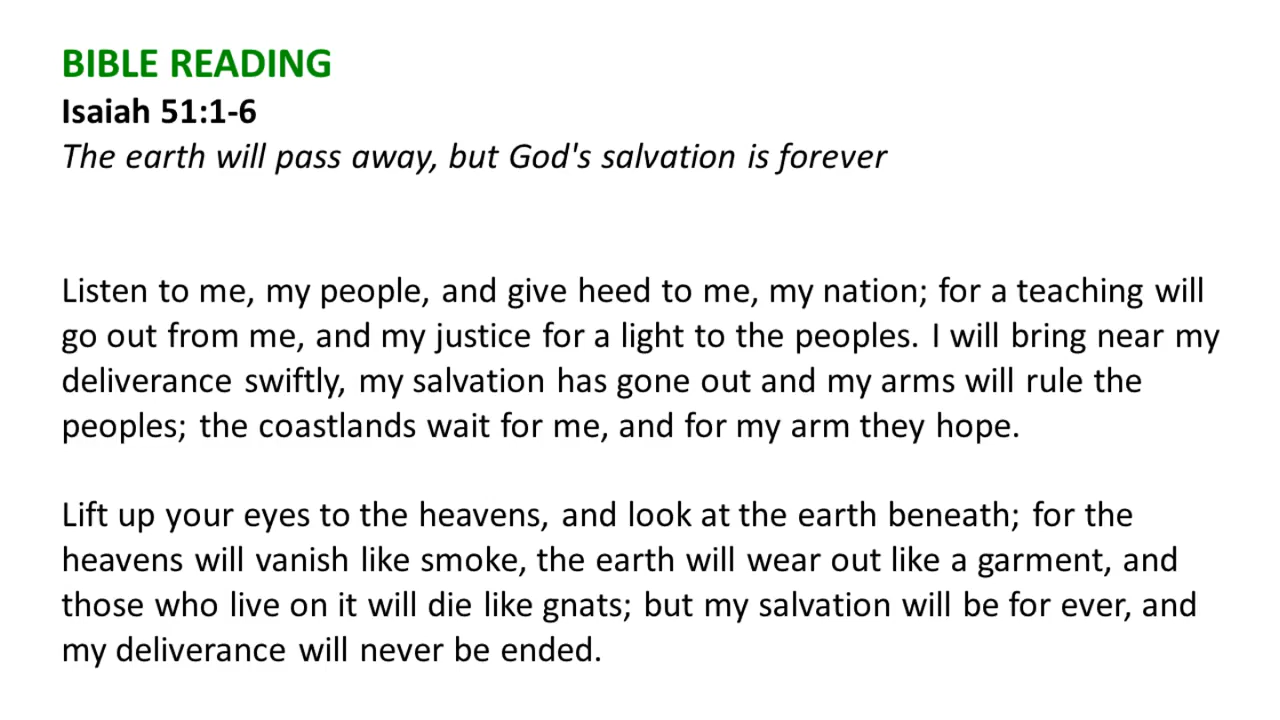 BIBLE READING
Isaiah 51:1-6
The earth will pass away, but God's salvation is forever
Listen to me, my people, and give heed to me, my nation; for a teaching will
go out from me, and my justice for a light to the peoples. I will bring near my
deliverance swiftly, my salvation has gone out and my arms will rule the
peoples; the coastlands wait for me, and for my arm they hope.
Lift up your eyes to the heavens, and look at the earth beneath; for the
heavens will vanish like smoke, the earth will wear out like a garment, and
those who live on it will die like gnats; but my salvation will be for ever, and
my deliverance will never be ended.